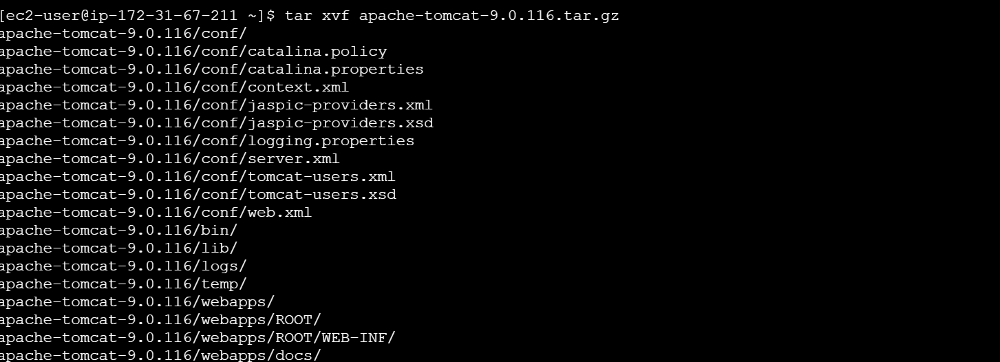 [ec2-user@ip-172-31-67-211 ~]$ tar xvf apache-tomcat-9.0.116.tar.gz
apache-tomcat-9.0.116/conf/
apache-tomcat-9.0.116/conf/catalina.policy
apache-tomcat-9.0.116/conf/catalina.properties
apache-tomcat-9.0.116/conf/context.xml
apache-tomcat-9.0.116/conf/jaspic-providers.xml
apache-tomcat-9.0.116/conf/jaspic-providers.xsd
apache-tomcat-9.0.116/conf/logging.properties
apache-tomcat-9.0.116/conf/server.xml
apache-tomcat-9.0.116/conf/tomcat-users.xml
apache-tomcat-9.0.116/conf/tomcat-users.xsd
apache-tomcat-9.0.116/conf/web.xml
apache-tomcat-9.0.116/bin/
apache-tomcat-9.0.116/lib/
apache-tomcat-9.0.116/logs/
apache-tomcat-9.0.116/temp/
apache-tomcat-9.0.116/webapps/
apache-tomcat-9.0.116/webapps/ROOT/
apache-tomcat-9.0.116/webapps/ROOT/WEB-INF/
apache-tomcat-9.0.116/webapps/docs/